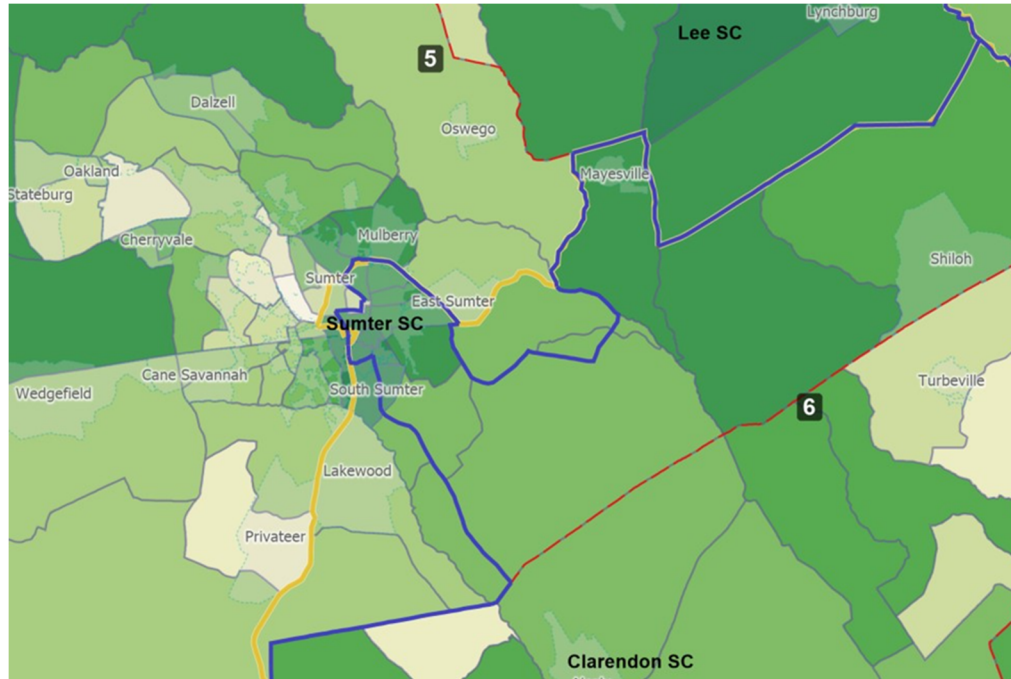 Lynchburg
Lee SC
5
Dalzell
Oswego
Oakland
Mayesville
Stateburg
Cherryvale
Mulberry
Shiloh
Sumter
East Sumter
Sumter SC
Cane Savannah
South Sumter
Turbeville
Wedgefield
6
Lakewood
Privateer
Clarendon SC